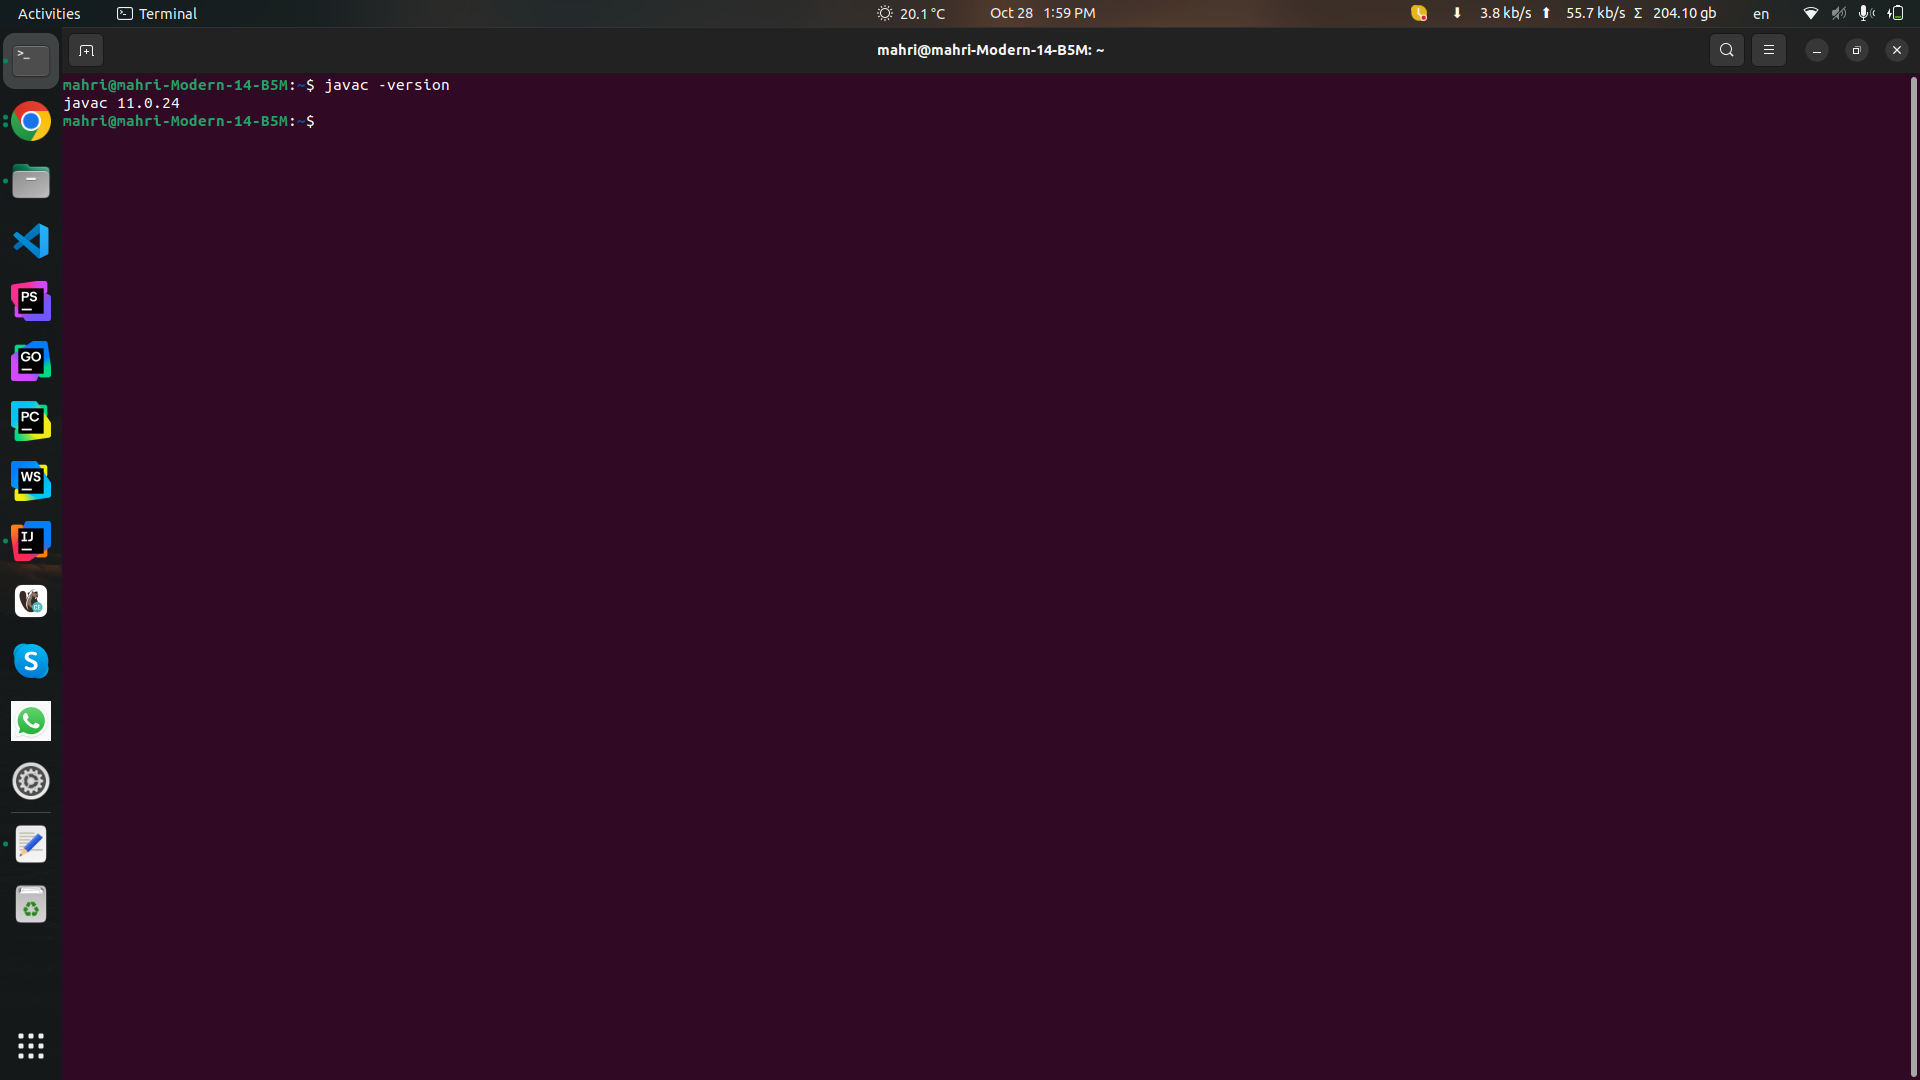 Activities Terminal 20.1 °C Oct 28 1:59 PM ⬇ 3.8 kb/s ⬆ 55.7 kb/s Σ 204.10 gb en
mahri@mahri-Modern-14-B5M: ~
mahri@mahri-Modern-14-B5M:~$ javac -version
javac 11.0.24
mahri@mahri-Modern-14-B5M:~$
>_
PS
GO
PC
WS
IJ
CE
S